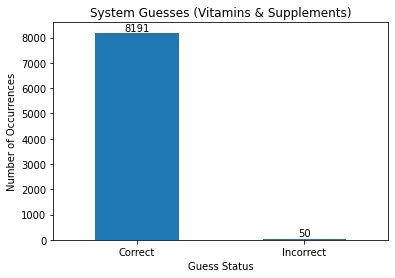 System Guesses (Vitamins & Supplements)
8191
50
8000
7000
6000
5000
4000
3000
2000
1000
0
Number of Occurrences
Correct
Incorrect
Guess Status